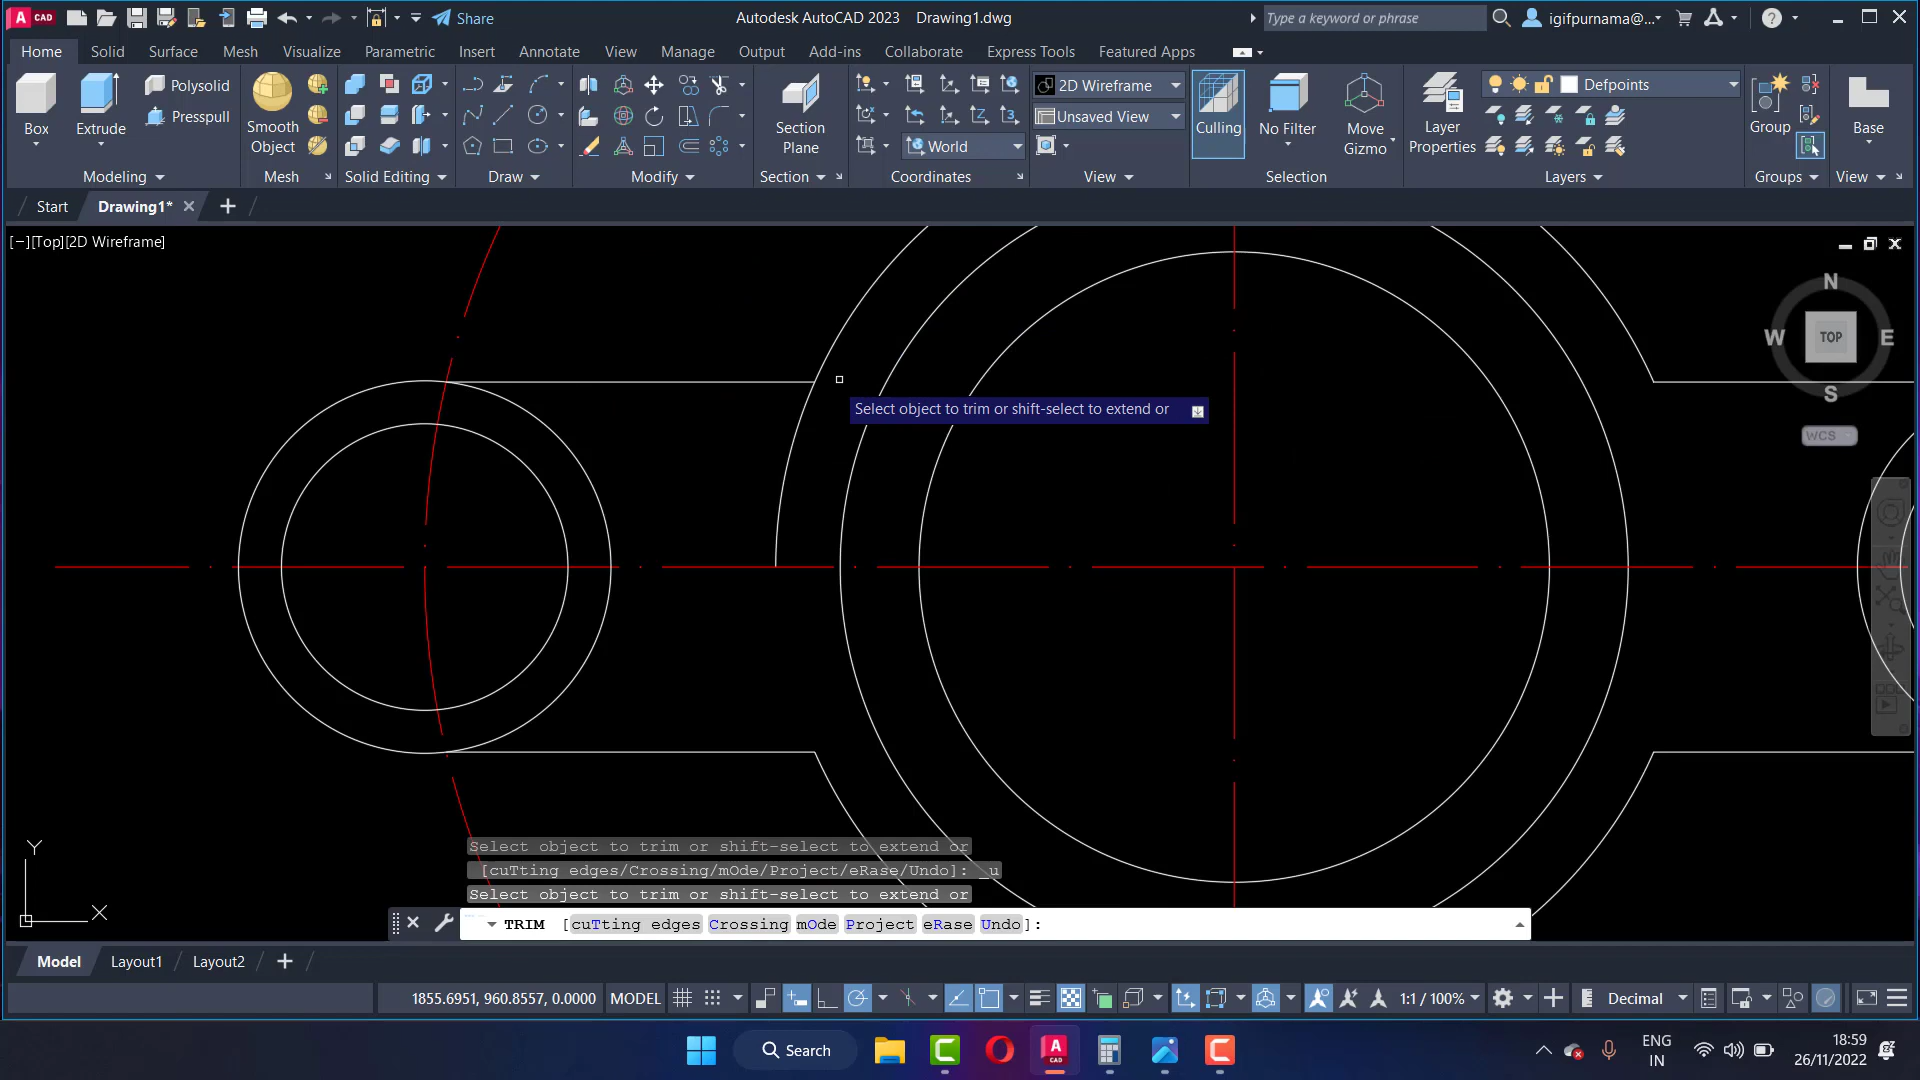 A CAD
Share
Autodesk AutoCAD 2023 Drawing1.dwg
Type a keyword or phrase
igifpurnama@...
Home Solid Surface Mesh Visualize Parametric Insert Annotate View Manage Output Add-ins Collaborate Express Tools Featured Apps
Box
Extrude
Polysolid
Presspull
Smooth
Object
Section
Plane
World
2D Wireframe
Unsaved View
Culling
No Filter
Move
Gizmo
Layer
Properties
Defpoints
Group
Base
Modeling
Mesh
Solid Editing
Draw
Modify
Section
Coordinates
View
Selection
Layers
Groups
View
Start
Drawing1*
[−][Top][2D Wireframe]
N
W
TOP
E
S
WCS
Select object to trim or shift-select to extend or
Y
X
Select object to trim or shift-select to extend or
[cuTting edges/Crossing/mOde/Project/eRase/Undo]: _u
Select object to trim or shift-select to extend or
TRIM [cuTting edges Crossing mOde Project eRase Undo]:
Model
Layout1
Layout2
1855.6951, 960.8557, 0.0000
MODEL
1:1 / 100%
Decimal
Search
A CAD
ENG
IN
18:59
26/11/2022